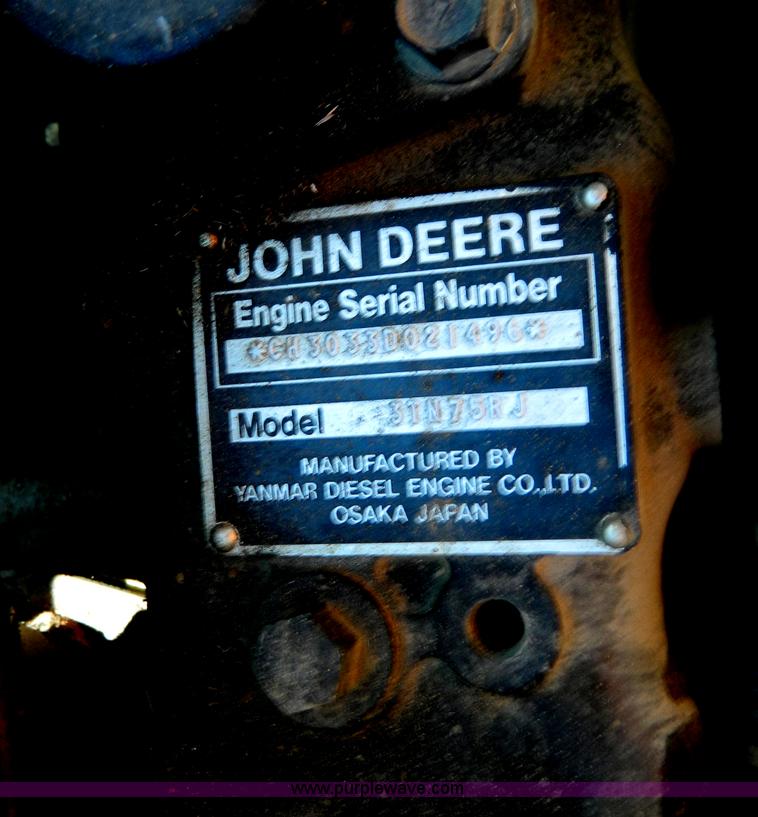 JOHN DEERE
Engine Serial Number
*CH3033D021496*
Model 3TN75RJ
MANUFACTURED BY
YANMAR DIESEL ENGINE CO.,LTD.
OSAKA JAPAN
www.purplewave.com